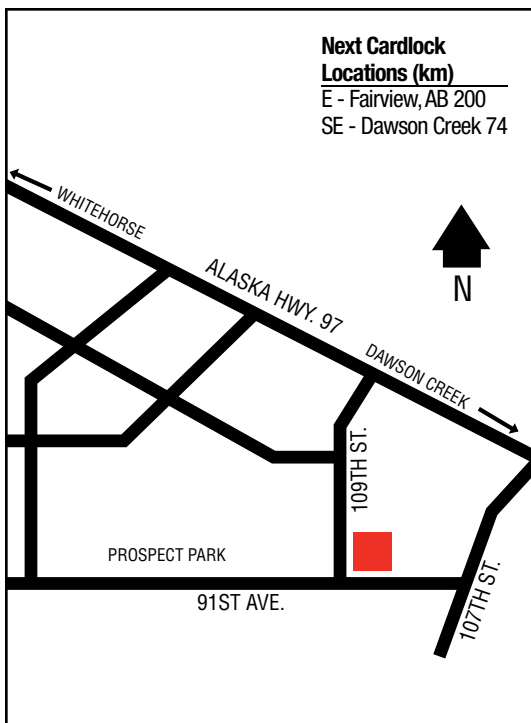 Next Cardlock
Locations (km)
E - Fairview, AB 200
SE - Dawson Creek 74
WHITEHORSE
ALASKA HWY. 97
N
DAWSON CREEK
109TH ST.
PROSPECT PARK
91ST AVE.
107TH ST.